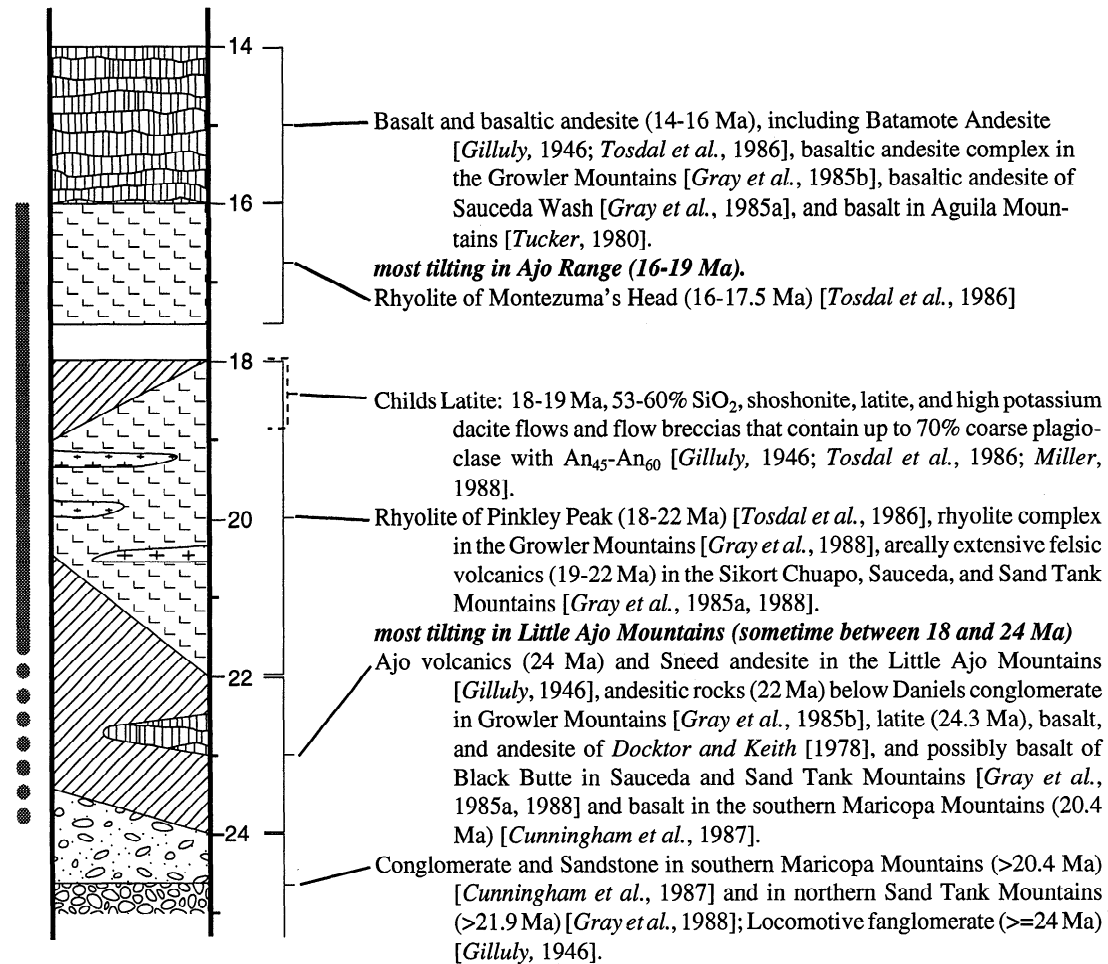 14
Basalt and basaltic andesite (14-16 Ma), including Batamote Andesite
[Gilluly, 1946; Tosdal et al., 1986], basaltic andesite complex in
the Growler Mountains [Gray et al., 1985b], basaltic andesite of
16
Sauceda Wash [Gray et al., 1985a], and basalt in Aguila Moun-
tains [Tucker, 1980].
most tilting in Ajo Range (16-19 Ma).
Rhyolite of Montezuma's Head (16-17.5 Ma) [Tosdal et al., 1986]
18
Childs Latite: 18-19 Ma, 53-60% SiO₂, shoshonite, latite, and high potassium
dacite flows and flow breccias that contain up to 70% coarse plagio-
clase with An₄₅-An₆₀ [Gilluly, 1946; Tosdal et al., 1986; Miller,
1988].
20
Rhyolite of Pinkley Peak (18-22 Ma) [Tosdal et al., 1986], rhyolite complex
in the Growler Mountains [Gray et al., 1988], areally extensive felsic
volcanics (19-22 Ma) in the Sikort Chuapo, Sauceda, and Sand Tank
Mountains [Gray et al., 1985a, 1988].
most tilting in Little Ajo Mountains (sometime between 18 and 24 Ma)
Ajo volcanics (24 Ma) and Sneed andesite in the Little Ajo Mountains
22
[Gilluly, 1946], andesitic rocks (22 Ma) below Daniels conglomerate
in Growler Mountains [Gray et al., 1985b], latite (24.3 Ma), basalt,
and andesite of Docktor and Keith [1978], and possibly basalt of
Black Butte in Sauceda and Sand Tank Mountains [Gray et al.,
1985a, 1988] and basalt in the southern Maricopa Mountains (20.4
24
Ma) [Cunningham et al., 1987].
Conglomerate and Sandstone in southern Maricopa Mountains (>20.4 Ma)
[Cunningham et al., 1987] and in northern Sand Tank Mountains
(>21.9 Ma) [Gray et al., 1988]; Locomotive fanglomerate (>=24 Ma)
[Gilluly, 1946].